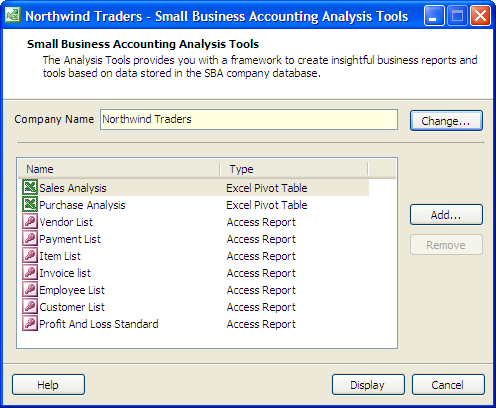 Northwind Traders - Small Business Accounting Analysis Tools
Small Business Accounting Analysis Tools
The Analysis Tools provides you with a framework to create insightful business reports and
tools based on data stored in the SBA company database.
Company Name Northwind Traders Change...
Name Type
Sales Analysis Excel Pivot Table
Purchase Analysis Excel Pivot Table
Vendor List Access Report
Payment List Access Report
Item List Access Report
Invoice list Access Report
Employee List Access Report
Customer List Access Report
Profit And Loss Standard Access Report
Add...
Remove
Help Display Cancel